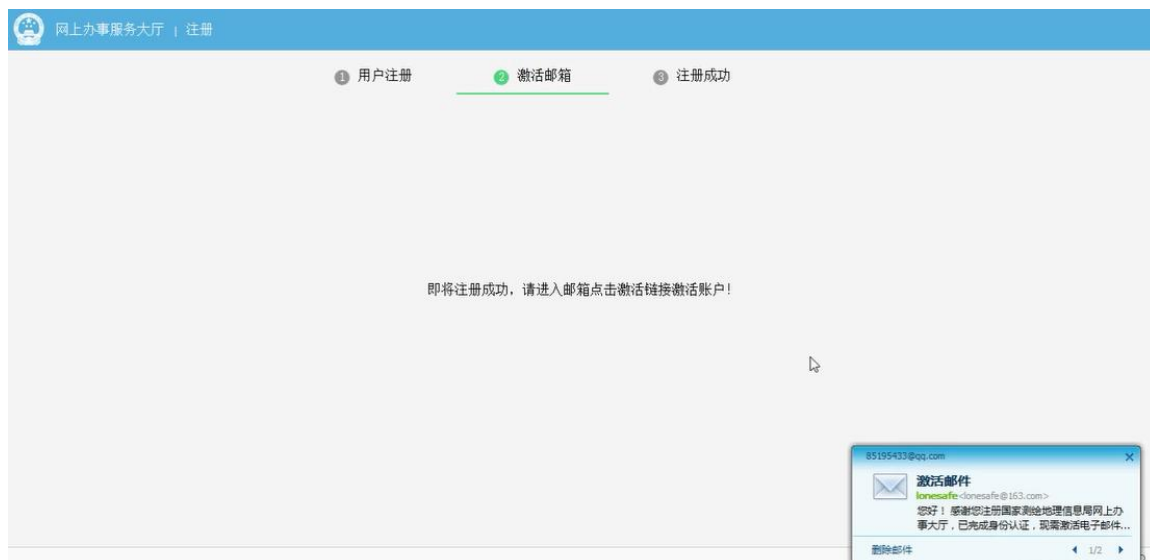 网上办事服务大厅 | 注册
1 用户注册
2 激活邮箱
3 注册成功
即将注册成功，请进入邮箱点击激活链接激活账户！
85195433@qq.com
激活邮件
lonesafe<lonesafe@163.com>
您好！感谢您注册国家测绘地理信息局网上办
事大厅，已完成身份认证，现需激活电子邮件...
删除邮件
1/2